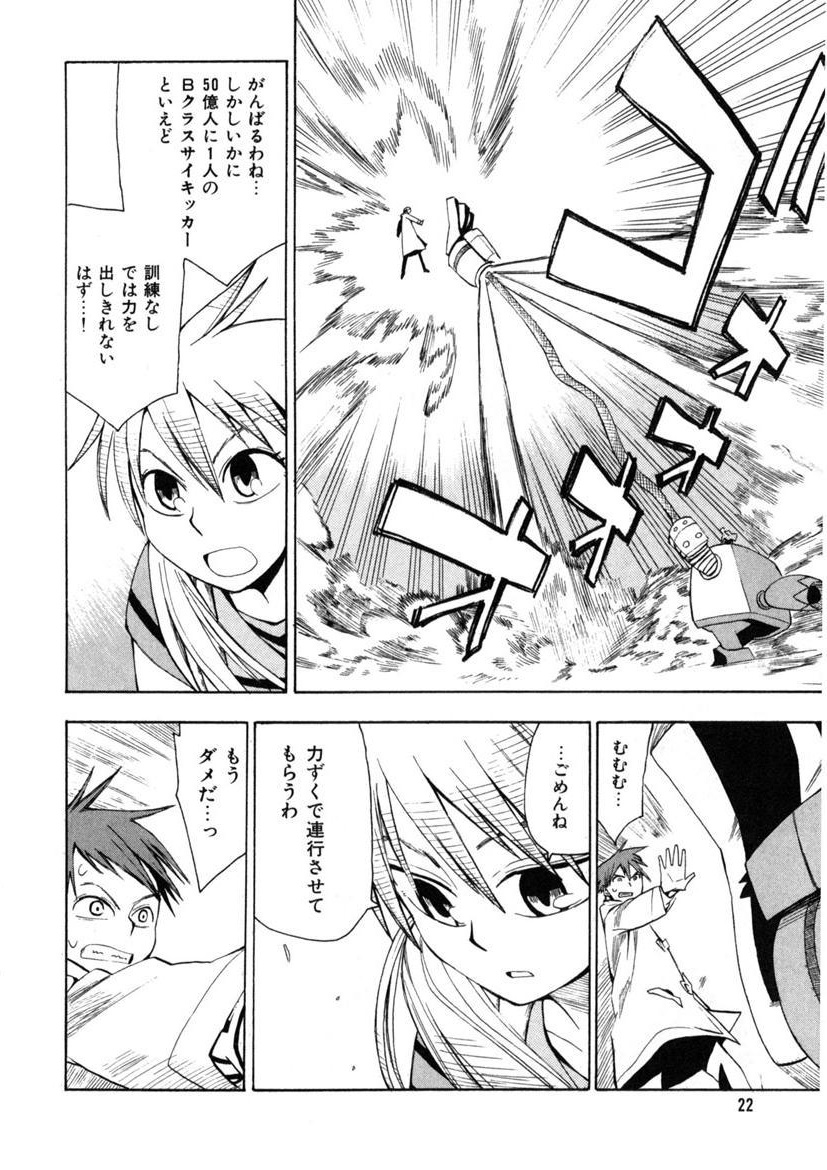 ゴオオオオ
がんばるわね…
しかしいかに
50億人に1人の
Bクラスサイキッカー
といえど
訓練なし
では力を
出しきれない
はず…！
むむむ…
…ごめんね
力ずくで連行させて
もらうわ
もう
ダメだ…っ
22